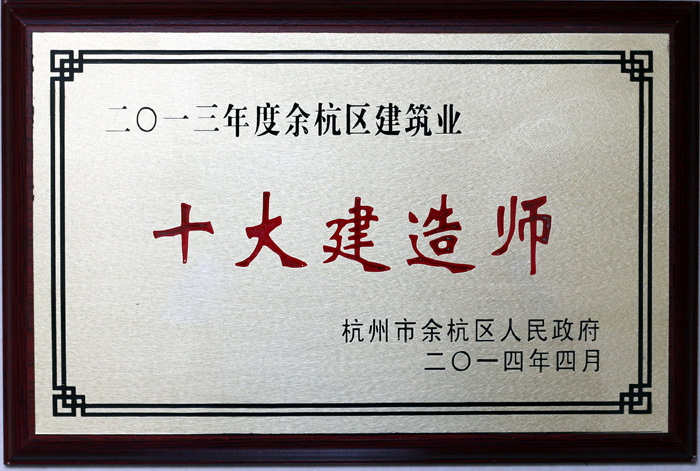 二〇一三年度余杭区建筑业
十大建造师
杭州市余杭区人民政府
二〇一四年四月